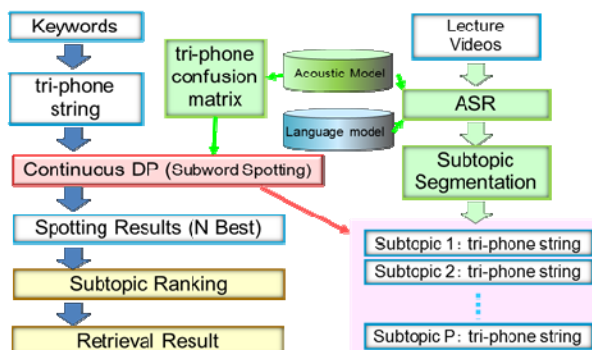 Keywords
tri-phone
string
tri-phone
confusion
matrix
Acoustic Model
Language model
Lecture
Videos
ASR
Subtopic
Segmentation
Continuous DP (Subword Spotting)
Spotting Results (N Best)
Subtopic Ranking
Retrieval Result
Subtopic 1: tri-phone string
Subtopic 2: tri-phone string
Subtopic P: tri-phone string